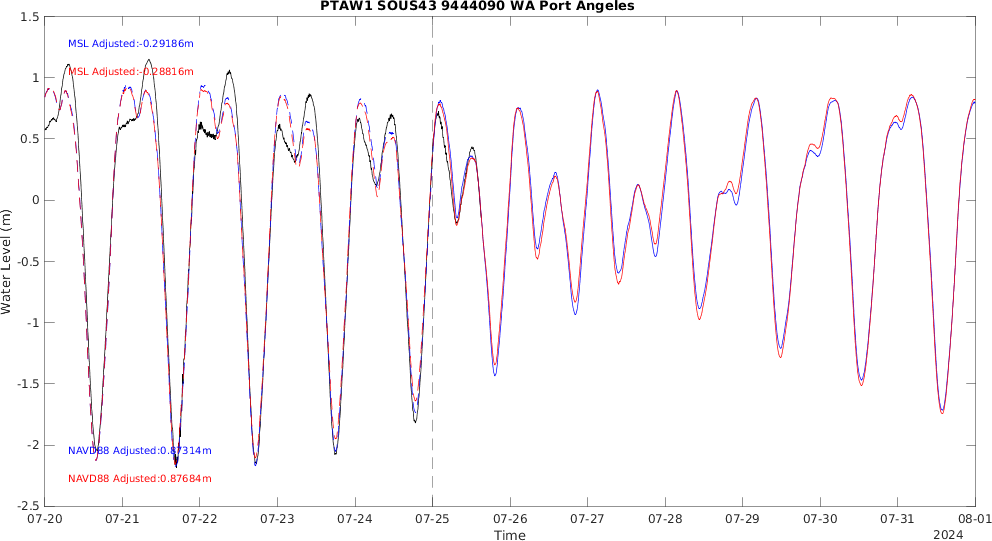 PTAW1 SOUS43 9444090 WA Port Angeles
1.5
MSL Adjusted:-0.29186m
MSL Adjusted:-0.28816m
1
0.5
0
-0.5
-1
-1.5
-2
-2.5
Water Level (m)
NAVD88 Adjusted:0.87314m
NAVD88 Adjusted:0.87684m
07-20 07-21 07-22 07-23 07-24 07-25 07-26 07-27 07-28 07-29 07-30 07-31 08-01
Time
2024